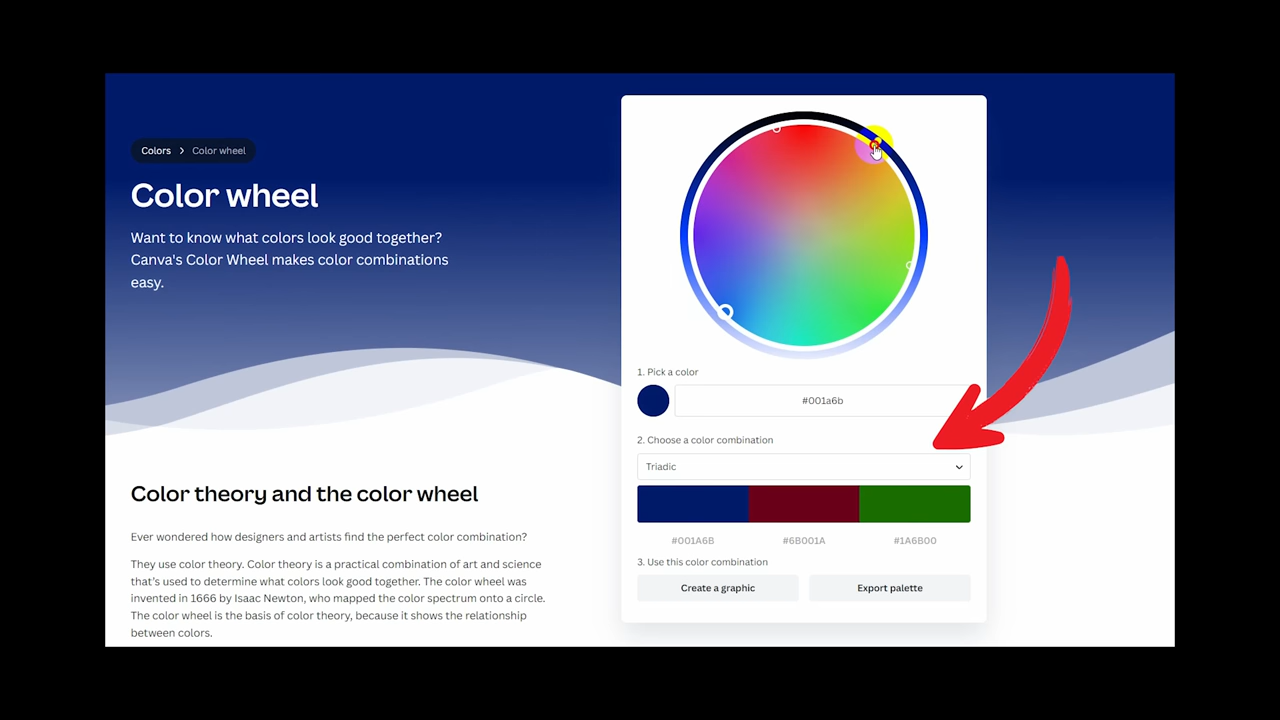 Colors > Color wheel
Color wheel
Want to know what colors look good together?
Canva's Color Wheel makes color combinations
easy.
Color theory and the color wheel
Ever wondered how designers and artists find the perfect color combination?
They use color theory. Color theory is a practical combination of art and science
that's used to determine what colors look good together. The color wheel was
invented in 1666 by Isaac Newton, who mapped the color spectrum onto a circle.
The color wheel is the basis of color theory, because it shows the relationship
between colors.
1. Pick a color
#001a6b
2. Choose a color combination
Triadic
#001A6B #6B001A #1A6B00
3. Use this color combination
Create a graphic Export palette